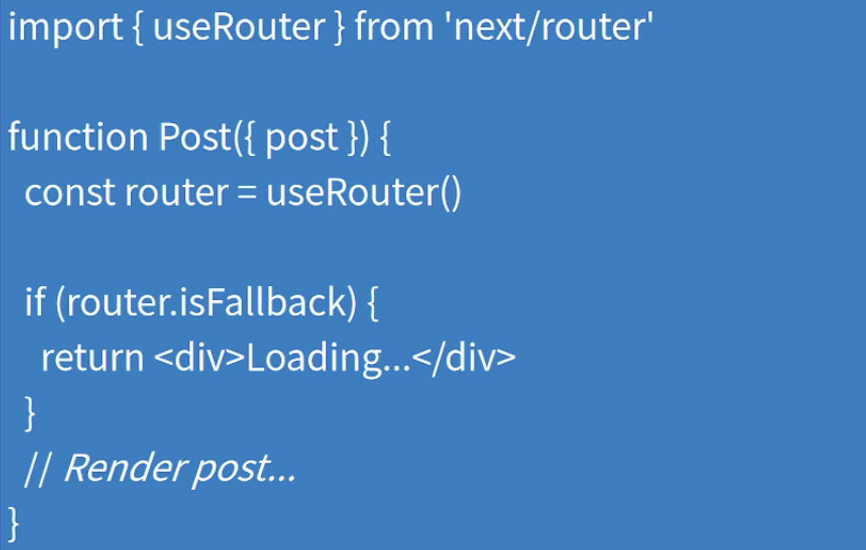 import { useRouter } from 'next/router'
function Post({ post }) {
const router = useRouter()
if (router.isFallback) {
return <div>Loading...</div>
}
// Render post...
}